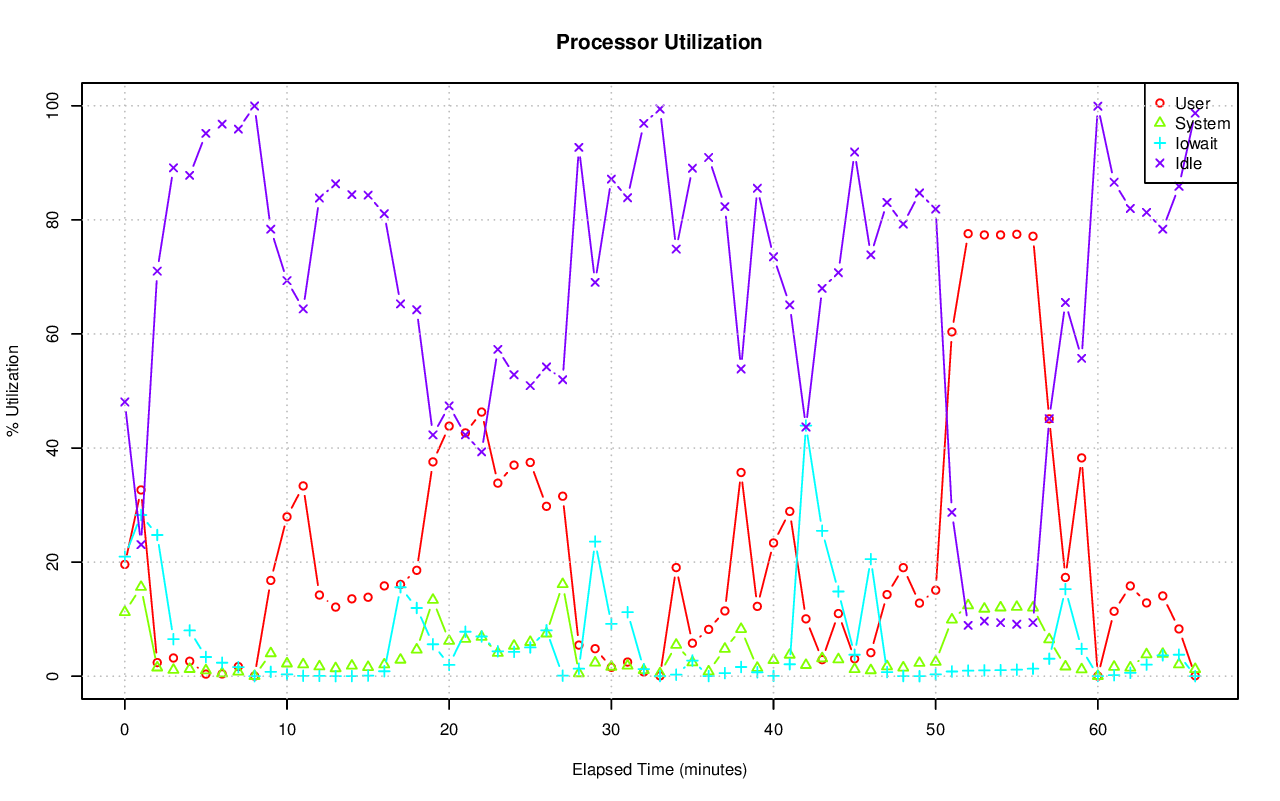 Processor Utilization
User
System
Iowait
Idle
% Utilization
100
80
60
40
20
0
0 10 20 30 40 50 60
Elapsed Time (minutes)